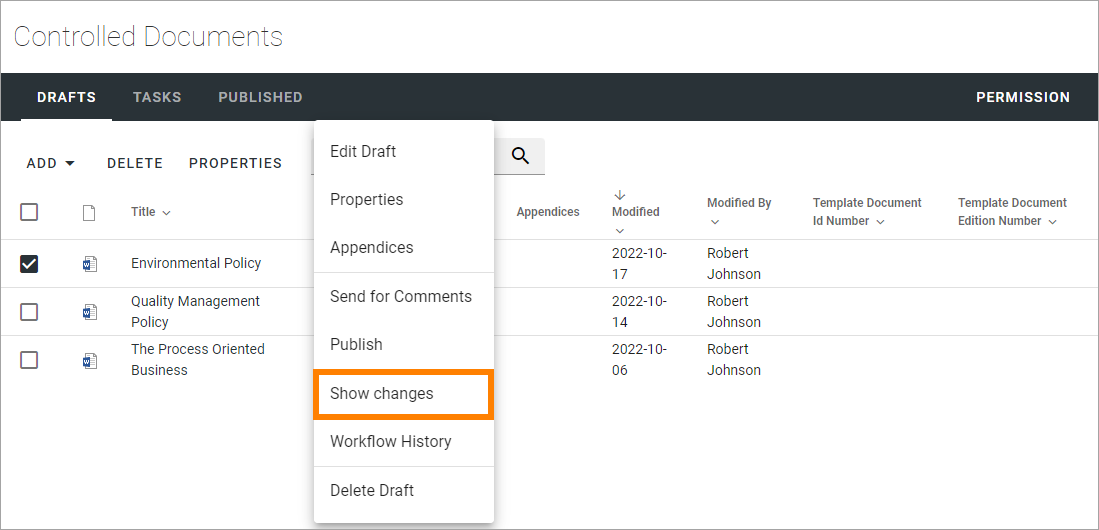 Controlled Documents
DRAFTS TASKS PUBLISHED PERMISSION
ADD DELETE PROPERTIES
Title Appendices Modified Modified By Template Document Id Number Template Document Edition Number
Environmental Policy 2022-10-17 Robert Johnson
Quality Management Policy 2022-10-14 Robert Johnson
The Process Oriented Business 2022-10-06 Robert Johnson
Edit Draft
Properties
Appendices
Send for Comments
Publish
Show changes
Workflow History
Delete Draft